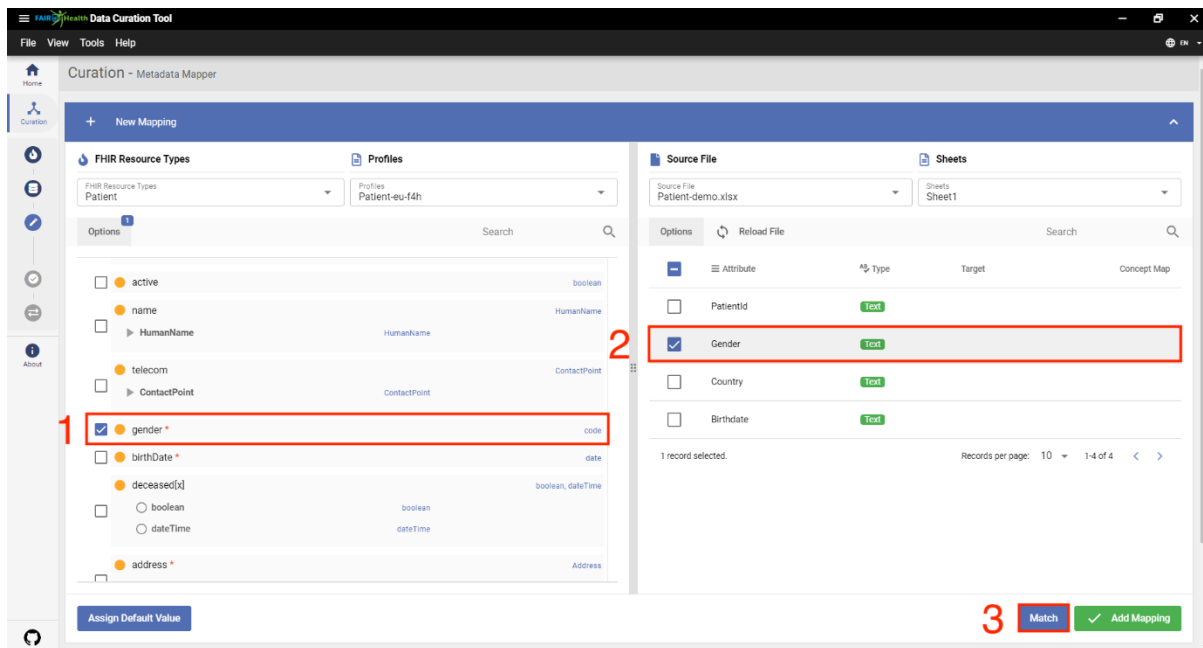 FAIR4Health Data Curation Tool
File View Tools Help
EN
Home
Curation - Metadata Mapper
Curation
+ New Mapping
FHIR Resource Types
Profiles
FHIR Resource Types
Patient
Profiles
Patient-eu-f4h
Options
1
Search
active boolean
name HumanName
HumanName HumanName
telecom ContactPoint
ContactPoint ContactPoint
1
gender * code
birthDate * date
deceased[x] boolean, dateTime
boolean boolean
dateTime dateTime
address * Address
Assign Default Value
Source File
Sheets
Source File
Patient-demo.xlsx
Sheets
Sheet1
Options Reload File Search
Attribute Type Target Concept Map
PatientId Text
2
Gender Text
Country Text
Birthdate Text
1 record selected. Records per page: 10 1-4 of 4
3
Match
Add Mapping
About